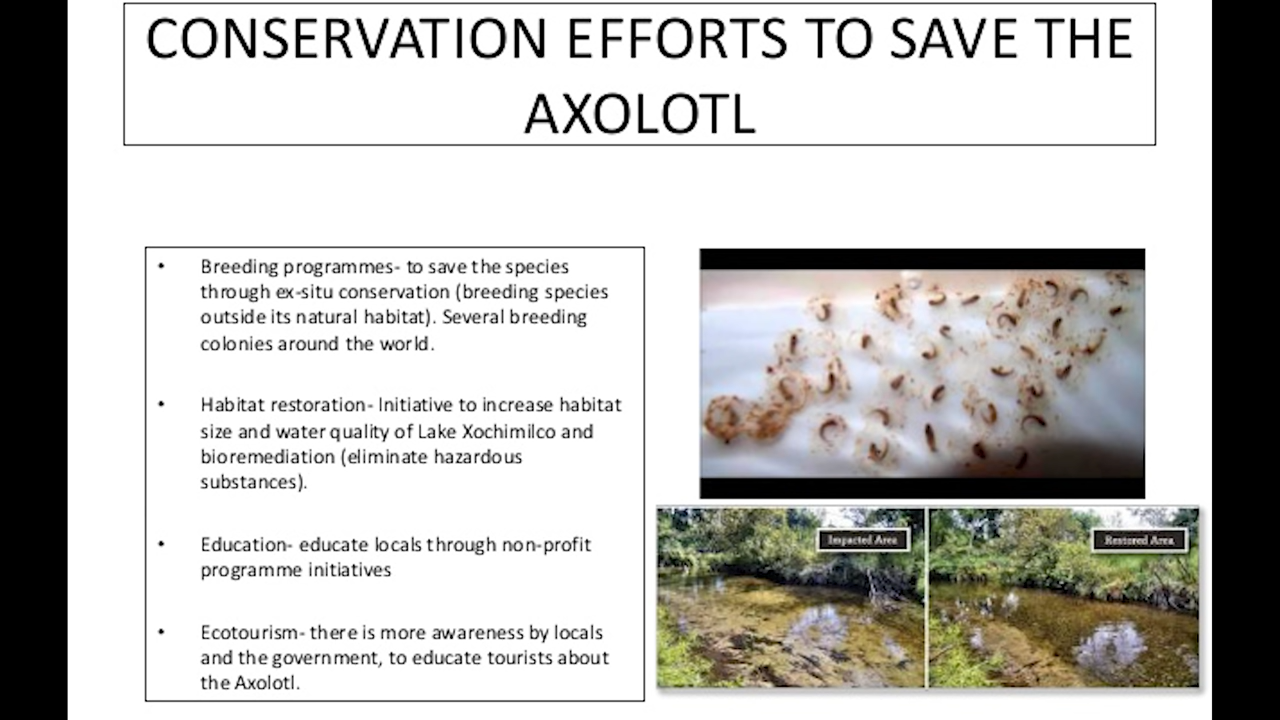 CONSERVATION EFFORTS TO SAVE THE
AXOLOTL
• Breeding programmes- to save the species
through ex-situ conservation (breeding species
outside its natural habitat). Several breeding
colonies around the world.
• Habitat restoration- Initiative to increase habitat
size and water quality of Lake Xochimilco and
bioremediation (eliminate hazardous
substances).
• Education- educate locals through non-profit
programme initiatives
• Ecotourism- there is more awareness by locals
and the government, to educate tourists about
the Axolotl.
Impacted Area
Restored Area